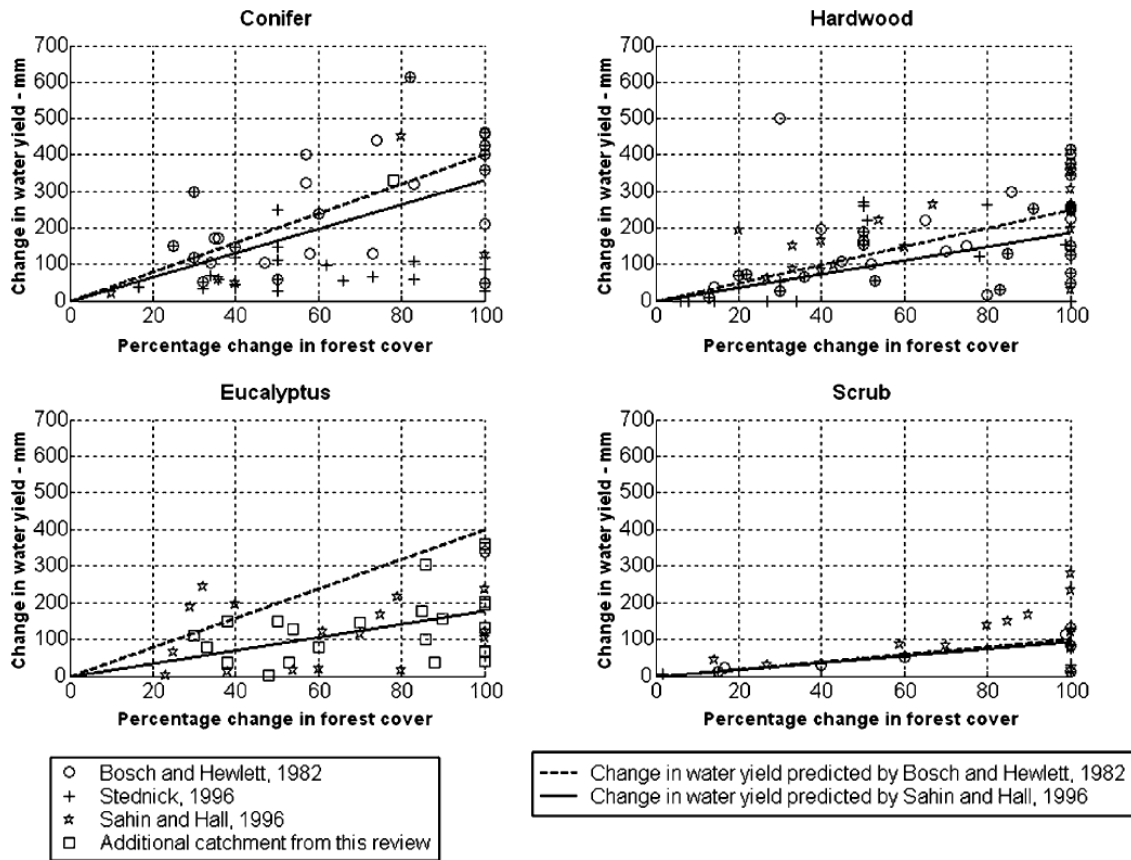 Conifer
700
600
500
400
300
200
100
0
Change in water yield - mm
0 20 40 60 80 100
Percentage change in forest cover
Hardwood
700
600
500
400
300
200
100
0
Change in water yield - mm
0 20 40 60 80 100
Percentage change in forest cover
Eucalyptus
700
600
500
400
300
200
100
0
Change in water yield - mm
0 20 40 60 80 100
Percentage change in forest cover
Scrub
700
600
500
400
300
200
100
0
Change in water yield - mm
0 20 40 60 80 100
Percentage change in forest cover
Bosch and Hewlett, 1982
Stednick, 1996
Sahin and Hall, 1996
Additional catchment from this review
Change in water yield predicted by Bosch and Hewlett, 1982
Change in water yield predicted by Sahin and Hall, 1996